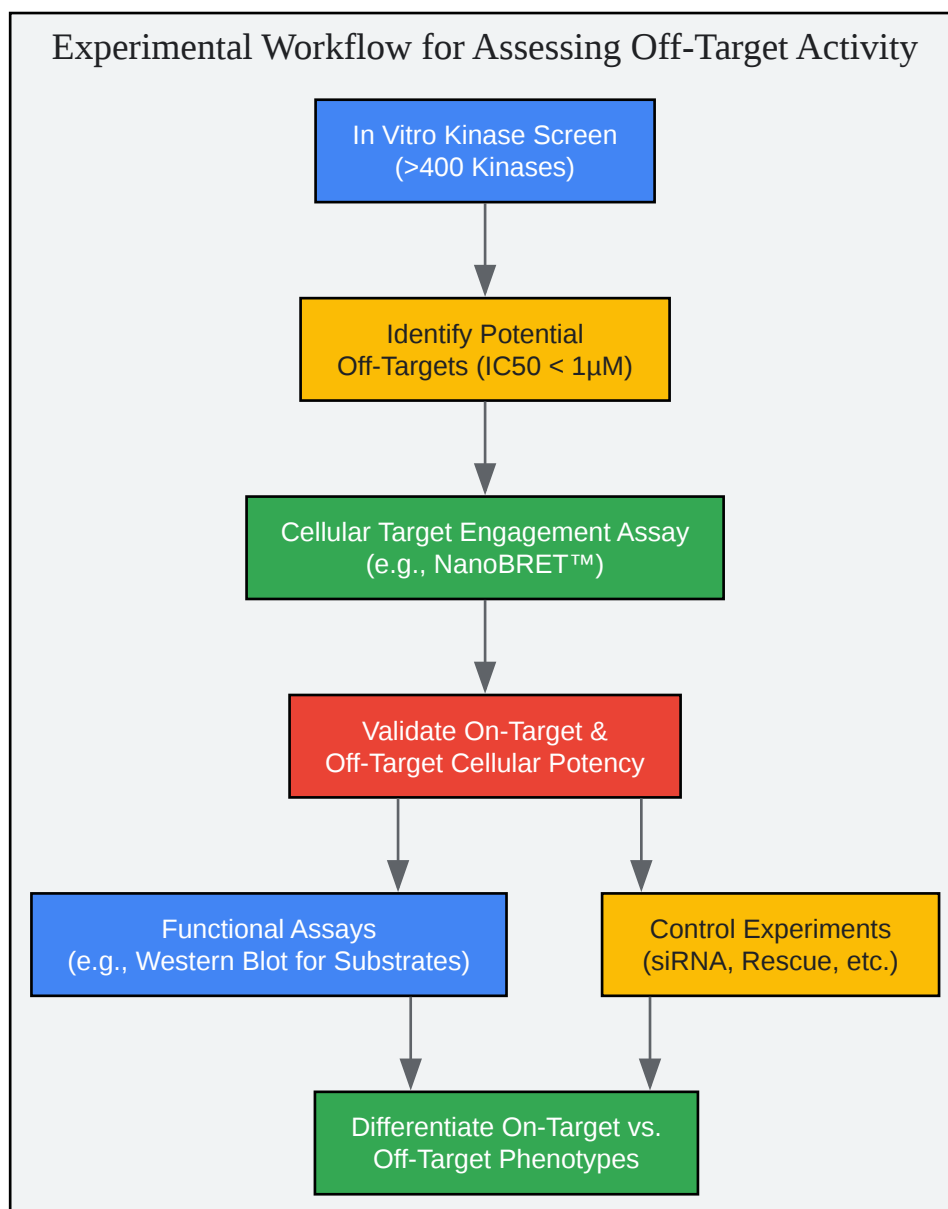 Experimental Workflow for Assessing Off-Target Activity
In Vitro Kinase Screen
(>400 Kinases)
Identify Potential
Off-Targets (IC50 < 1µM)
Cellular Target Engagement Assay
(e.g., NanoBRET™)
Validate On-Target &
Off-Target Cellular Potency
Functional Assays
(e.g., Western Blot for Substrates)
Control Experiments
(siRNA, Rescue, etc.)
Differentiate On-Target vs.
Off-Target Phenotypes